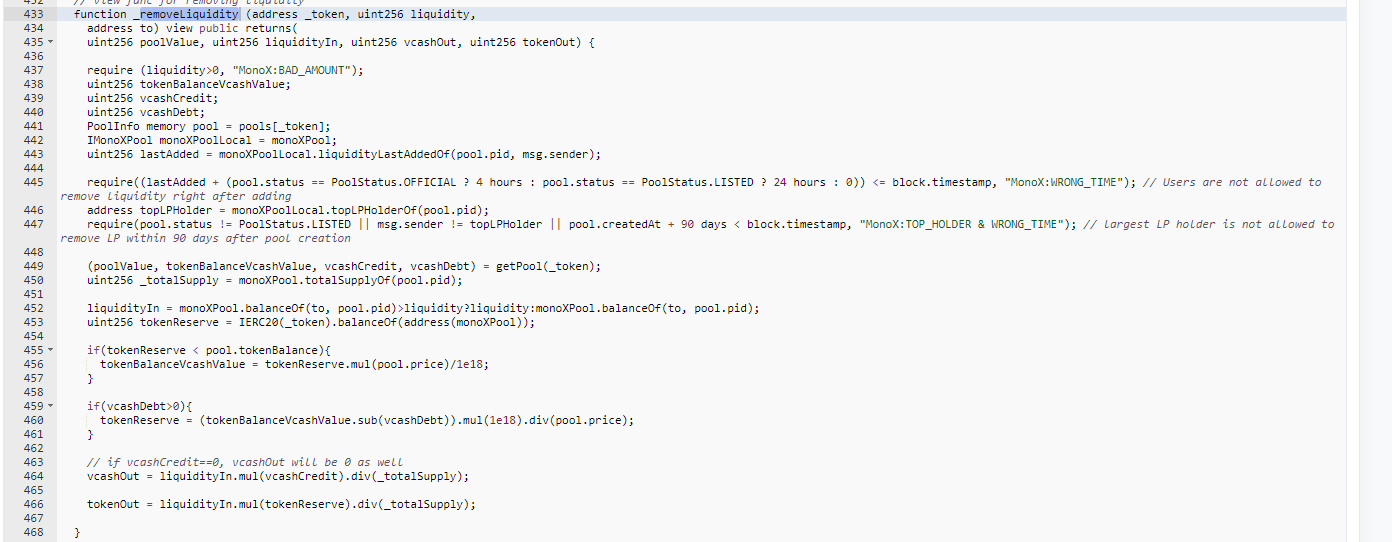 432 // view func for removing liquidity
433 function _removeLiquidity (address _token, uint256 liquidity,
434 address to) view public returns(
435 uint256 poolValue, uint256 liquidityIn, uint256 vcashOut, uint256 tokenOut) {
436
437 require (liquidity>0, "MonoX:BAD_AMOUNT");
438 uint256 tokenBalanceVcashValue;
439 uint256 vcashCredit;
440 uint256 vcashDebt;
441 PoolInfo memory pool = pools[_token];
442 IMonoXPool monoXPoolLocal = monoXPool;
443 uint256 lastAdded = monoXPoolLocal.liquidityLastAddedOf(pool.pid, msg.sender);
444
445 require((lastAdded + (pool.status == PoolStatus.OFFICIAL ? 4 hours : pool.status == PoolStatus.LISTED ? 24 hours : 0)) <= block.timestamp, "MonoX:WRONG_TIME"); // Users are not allowed to
remove liquidity right after adding
446 address topLPHolder = monoXPoolLocal.topLPHolderOf(pool.pid);
447 require(pool.status != PoolStatus.LISTED || msg.sender != topLPHolder || pool.createdAt + 90 days < block.timestamp, "MonoX:TOP_HOLDER & WRONG_TIME"); // largest LP holder is not allowed to
remove LP within 90 days after pool creation
448
449 (poolValue, tokenBalanceVcashValue, vcashCredit, vcashDebt) = getPool(_token);
450 uint256 _totalSupply = monoXPool.totalSupplyOf(pool.pid);
451
452 liquidityIn = monoXPool.balanceOf(to, pool.pid)>liquidity?liquidity:monoXPool.balanceOf(to, pool.pid);
453 uint256 tokenReserve = IERC20(_token).balanceOf(address(monoXPool));
454
455 if(tokenReserve < pool.tokenBalance){
456 tokenBalanceVcashValue = tokenReserve.mul(pool.price)/1e18;
457 }
458
459 if(vcashDebt>0){
460 tokenReserve = (tokenBalanceVcashValue.sub(vcashDebt)).mul(1e18).div(pool.price);
461 }
462
463 // if vcashCredit==0, vcashOut will be 0 as well
464 vcashOut = liquidityIn.mul(vcashCredit).div(_totalSupply);
465
466 tokenOut = liquidityIn.mul(tokenReserve).div(_totalSupply);
467
468 }